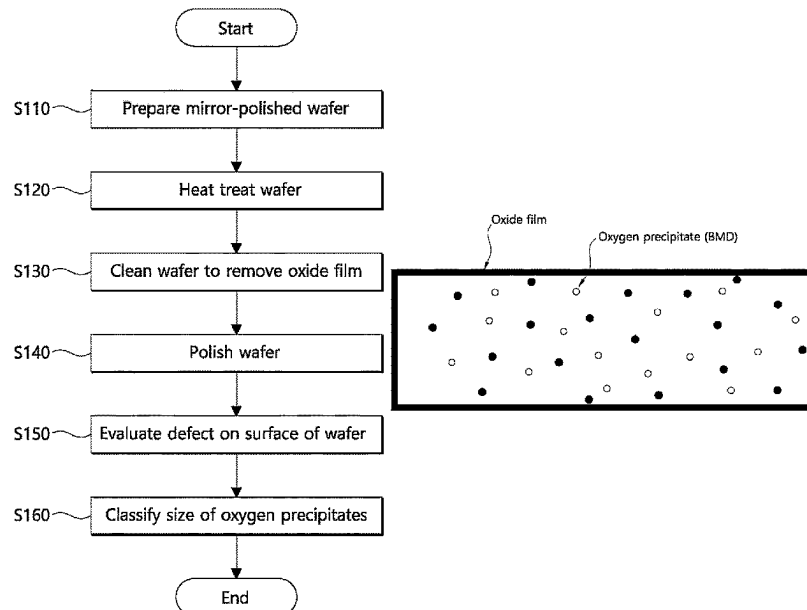 Start
S110
Prepare mirror-polished wafer
S120
Heat treat wafer
S130
Clean wafer to remove oxide film
S140
Polish wafer
S150
Evaluate defect on surface of wafer
S160
Classify size of oxygen precipitates
End
Oxide film
Oxygen precipitate (BMD)